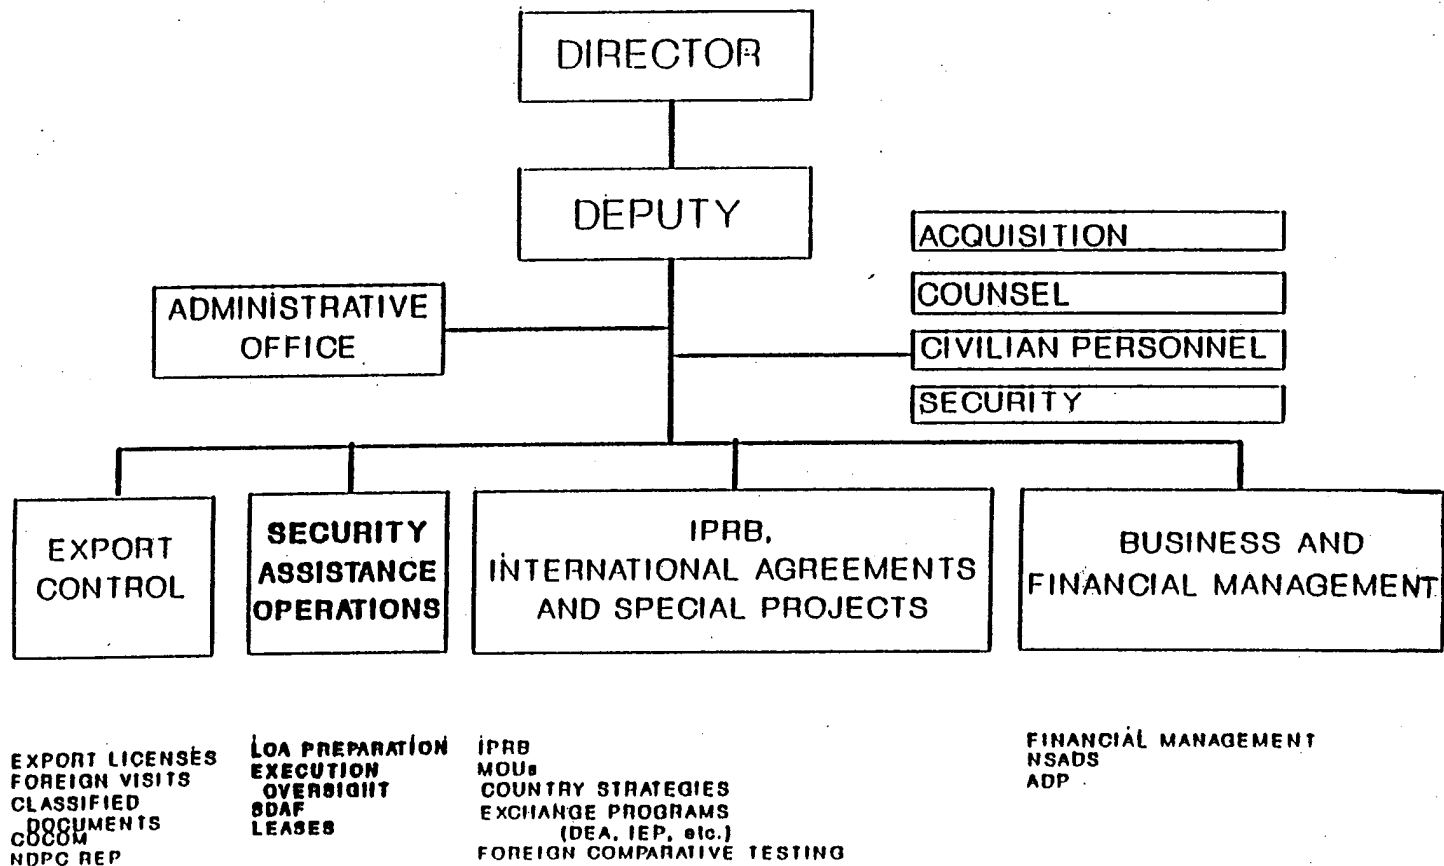 DIRECTOR
DEPUTY
ACQUISITION
COUNSEL
CIVILIAN PERSONNEL
SECURITY
ADMINISTRATIVE
OFFICE
EXPORT
CONTROL
SECURITY
ASSISTANCE
OPERATIONS
IPRB,
INTERNATIONAL AGREEMENTS
AND SPECIAL PROJECTS
BUSINESS AND
FINANCIAL MANAGEMENT
EXPORT LICENSES
FOREIGN VISITS
CLASSIFIED
DOCUMENTS
COCOM
NDPC REP
LOA PREPARATION
EXECUTION
OVERSIGHT
SDAF
LEASES
IPRB
MOUs
COUNTRY STRATEGIES
EXCHANGE PROGRAMS
(DEA, IEP, etc.)
FOREIGN COMPARATIVE TESTING
FINANCIAL MANAGEMENT
NSADS
ADP